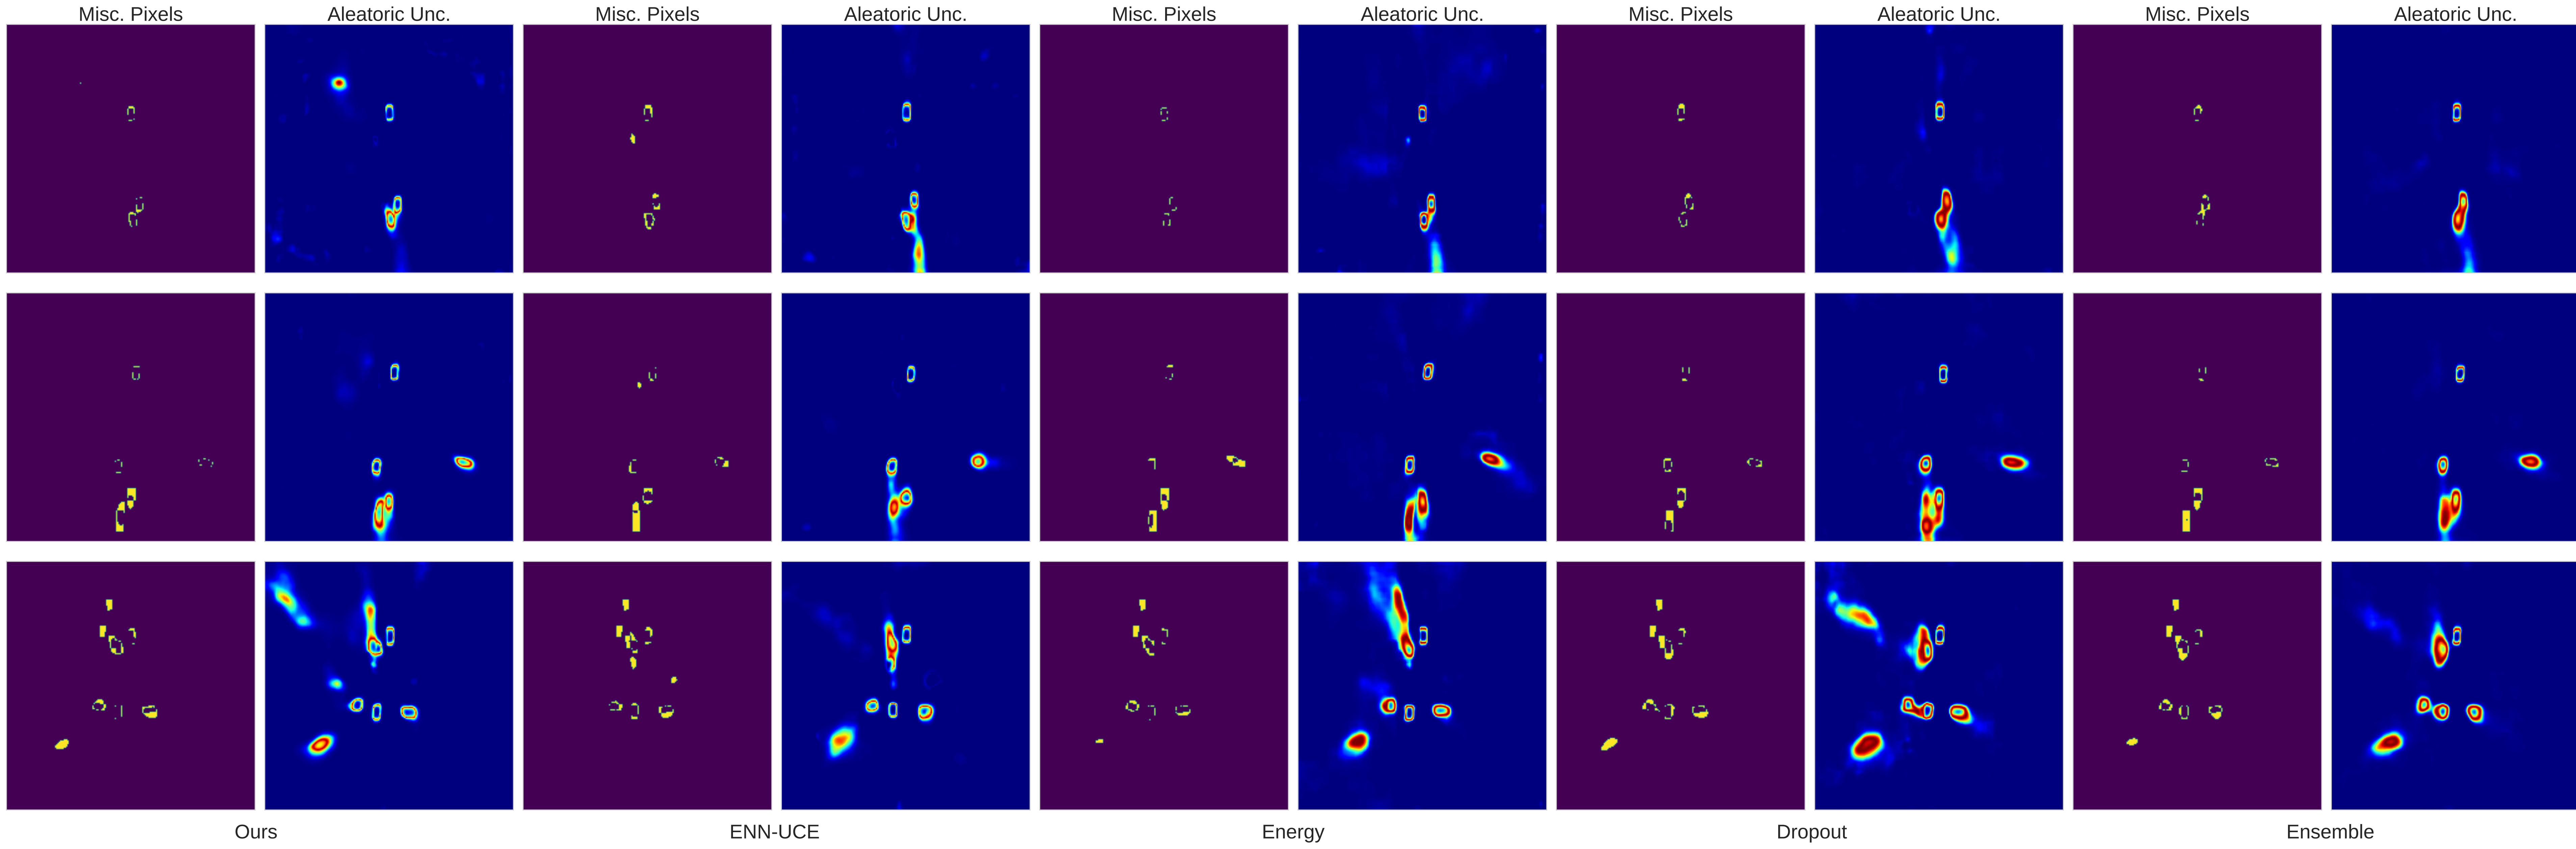 Misc. Pixels Aleatoric Unc. Misc. Pixels Aleatoric Unc. Misc. Pixels Aleatoric Unc. Misc. Pixels Aleatoric Unc. Misc. Pixels Aleatoric Unc.
Ours ENN-UCE Energy Dropout Ensemble